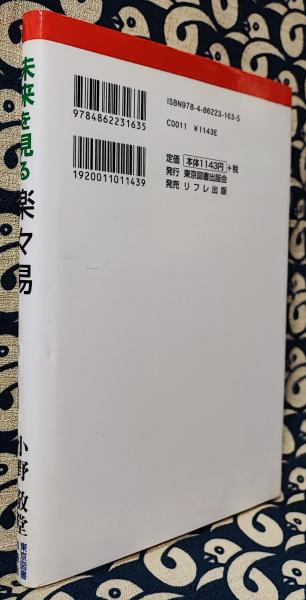 未来を見る 楽々易
小野 敬堂
東京図書
9784862231635
1920011011439
ISBN978-4-86223-163-5
C0011 ¥1143E
定価 本体1143円 +税
発行 東京図書出版会
発売 リフレ出版